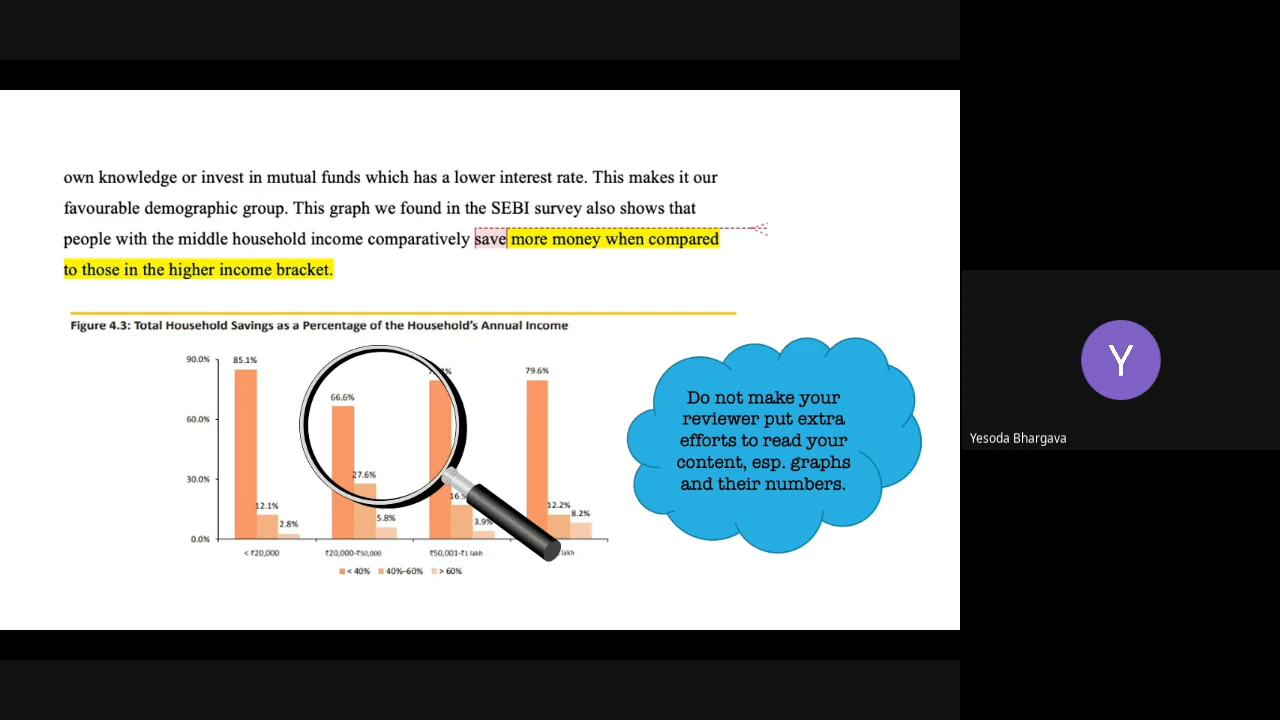 own knowledge or invest in mutual funds which has a lower interest rate. This makes it our
favourable demographic group. This graph we found in the SEBI survey also shows that
people with the middle household income comparatively save more money when compared
to those in the higher income bracket.
Figure 4.3: Total Household Savings as a Percentage of the Household's Annual Income
90.0%
60.0%
30.0%
0.0%
85.1%
12.1%
2.8%
66.6%
27.6%
5.8%
3.9%
79.6%
12.2%
8.2%
< ₹20,000
₹20,000-₹50,000
₹50,001-₹1 lakh
lakh
< 40%
40%-60%
> 60%
Do not make your
reviewer put extra
efforts to read your
content, esp. graphs
and their numbers.
Y
Yesoda Bhargava